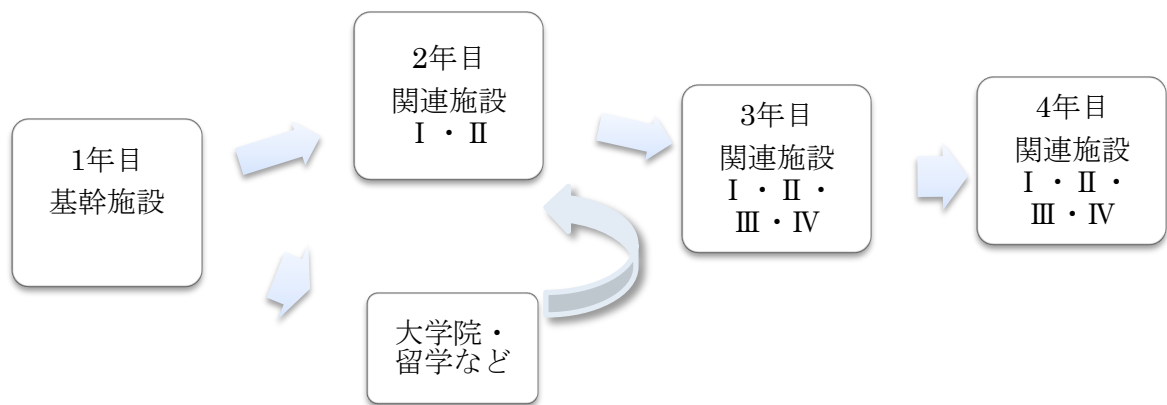 1年目
基幹施設
2年目
関連施設
Ⅰ・Ⅱ
大学院・
留学など
3年目
関連施設
Ⅰ・Ⅱ・
Ⅲ・Ⅳ
4年目
関連施設
Ⅰ・Ⅱ・
Ⅲ・Ⅳ